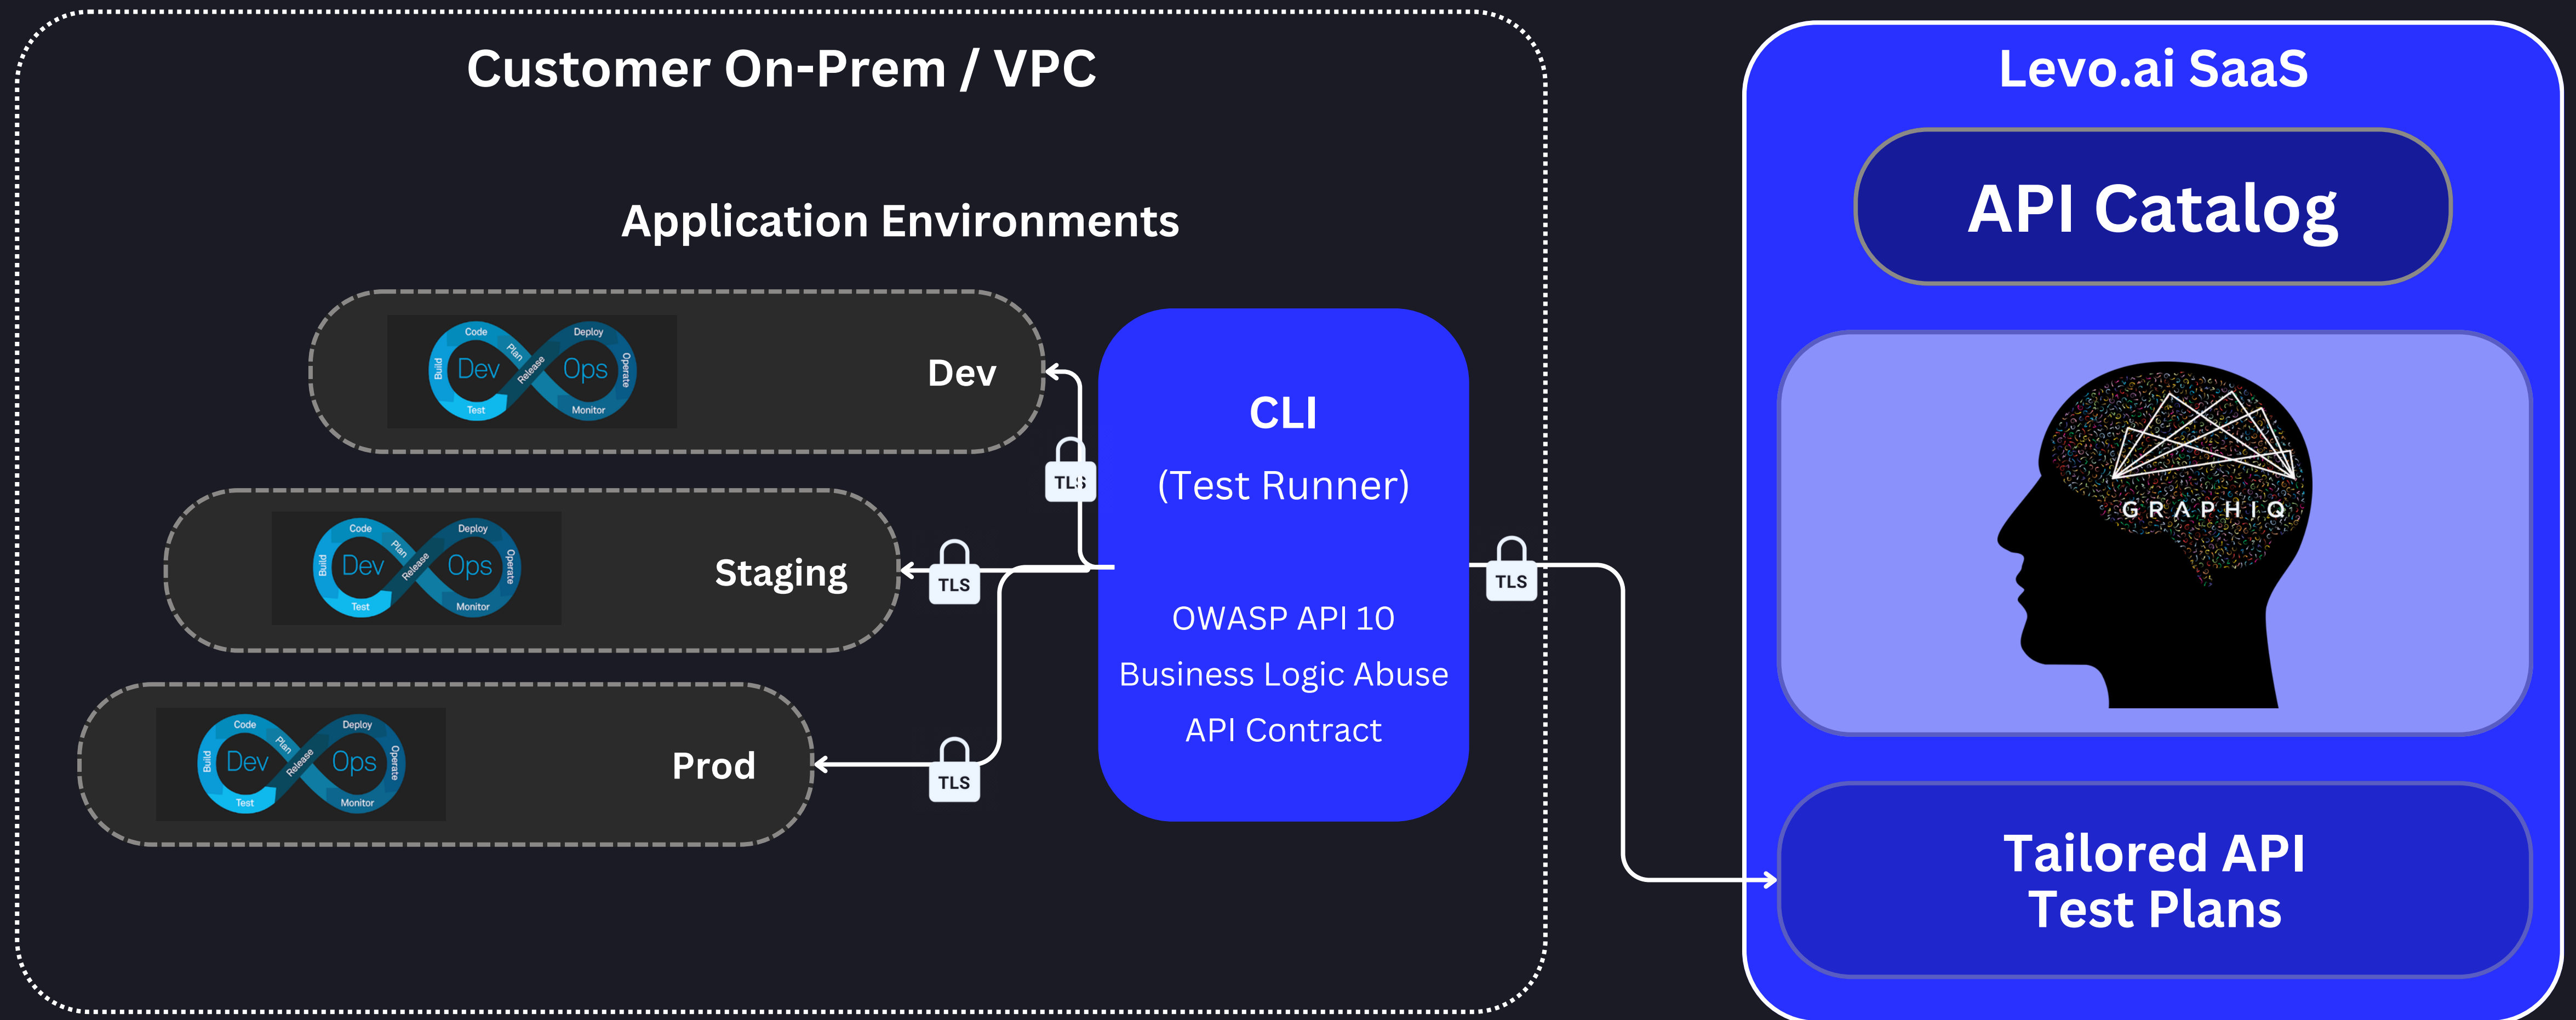 Customer On-Prem / VPC
Application Environments
Code
Deploy
Build
Dev
Plan
Release
Ops
Operate
Test
Monitor
Dev
TLS
Code
Deploy
Build
Dev
Plan
Release
Ops
Operate
Test
Monitor
Staging
TLS
Code
Deploy
Build
Dev
Plan
Release
Ops
Operate
Test
Monitor
Prod
TLS
CLI
(Test Runner)
OWASP API 10
Business Logic Abuse
API Contract
TLS
Levo.ai SaaS
API Catalog
GRAPHIQ
Tailored API
Test Plans